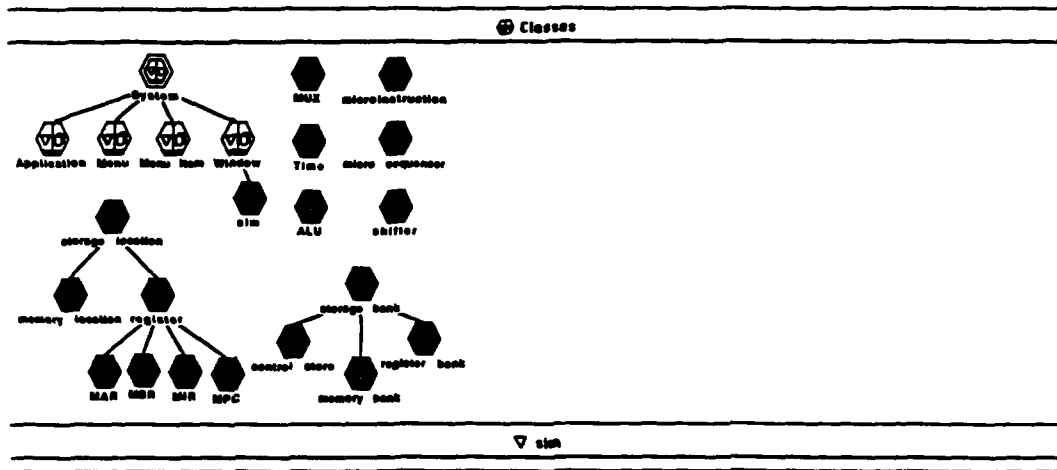 Classes
System
MUX microinstruction
Application Menu Menu Item Window
Time micro sequencer
sim
ALU shifter
storage location
storage bank
memory location register
control store register bank
MAR MBR MIR MPC
memory bank
sim